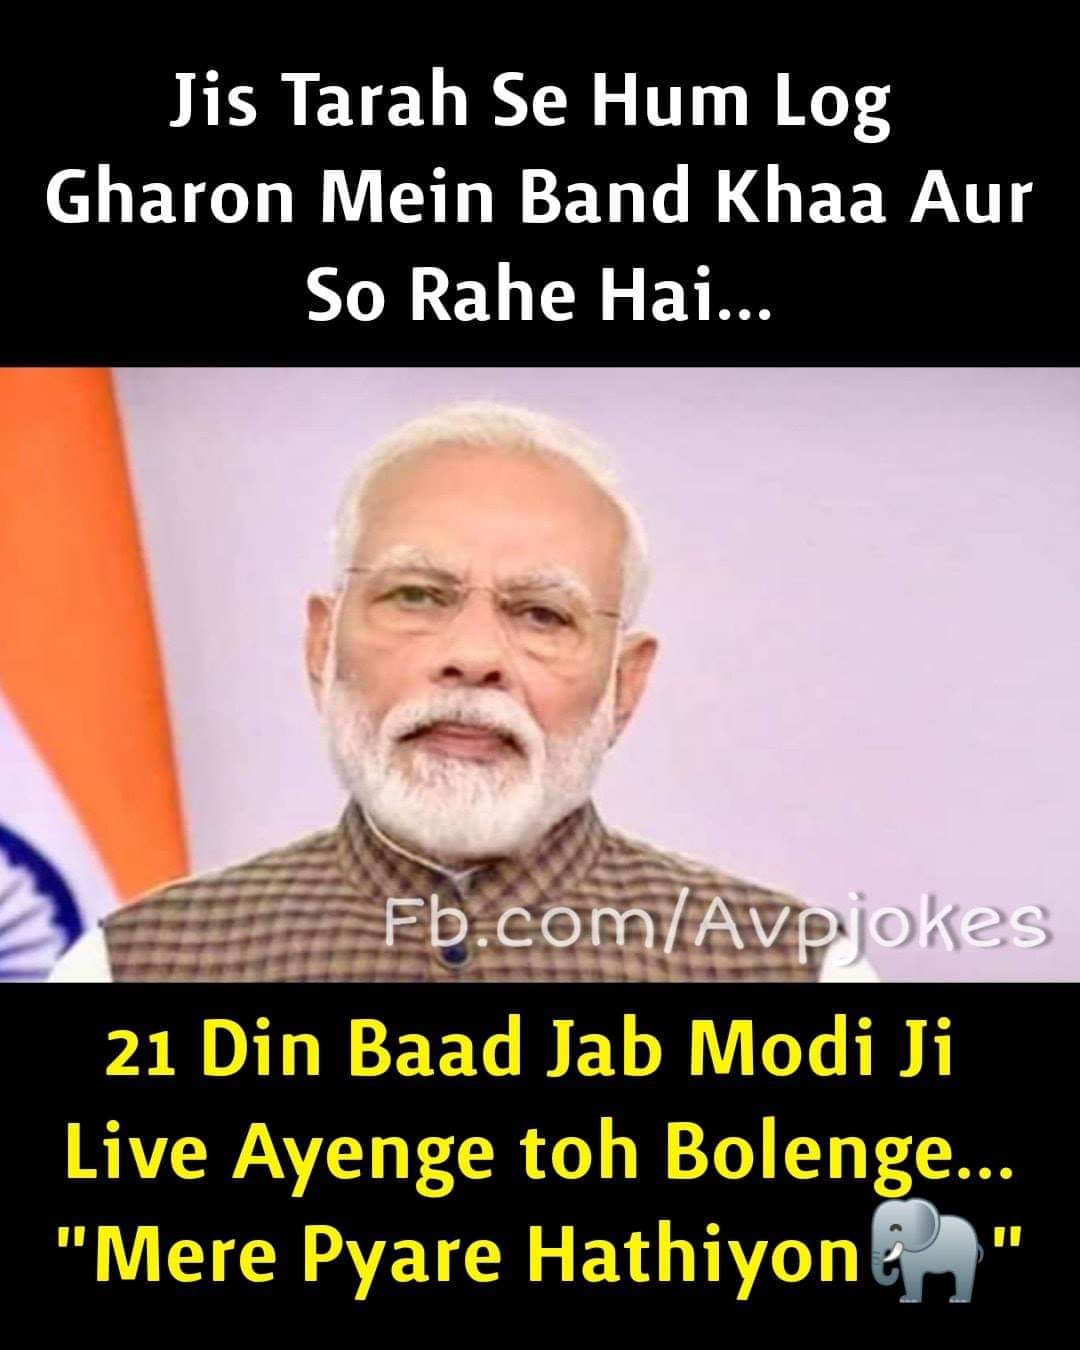 Jis Tarah Se Hum Log
Gharon Mein Band Khaa Aur
So Rahe Hai...
Fb.com/Avpjokes
21 Din Baad Jab Modi Ji
Live Ayenge toh Bolenge...
"Mere Pyare Hathiyon🐘"